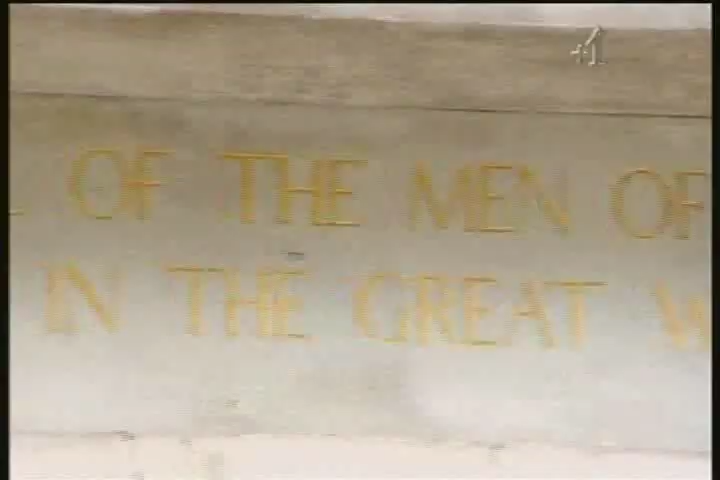 OF THE MEN OF
IN THE GREAT W